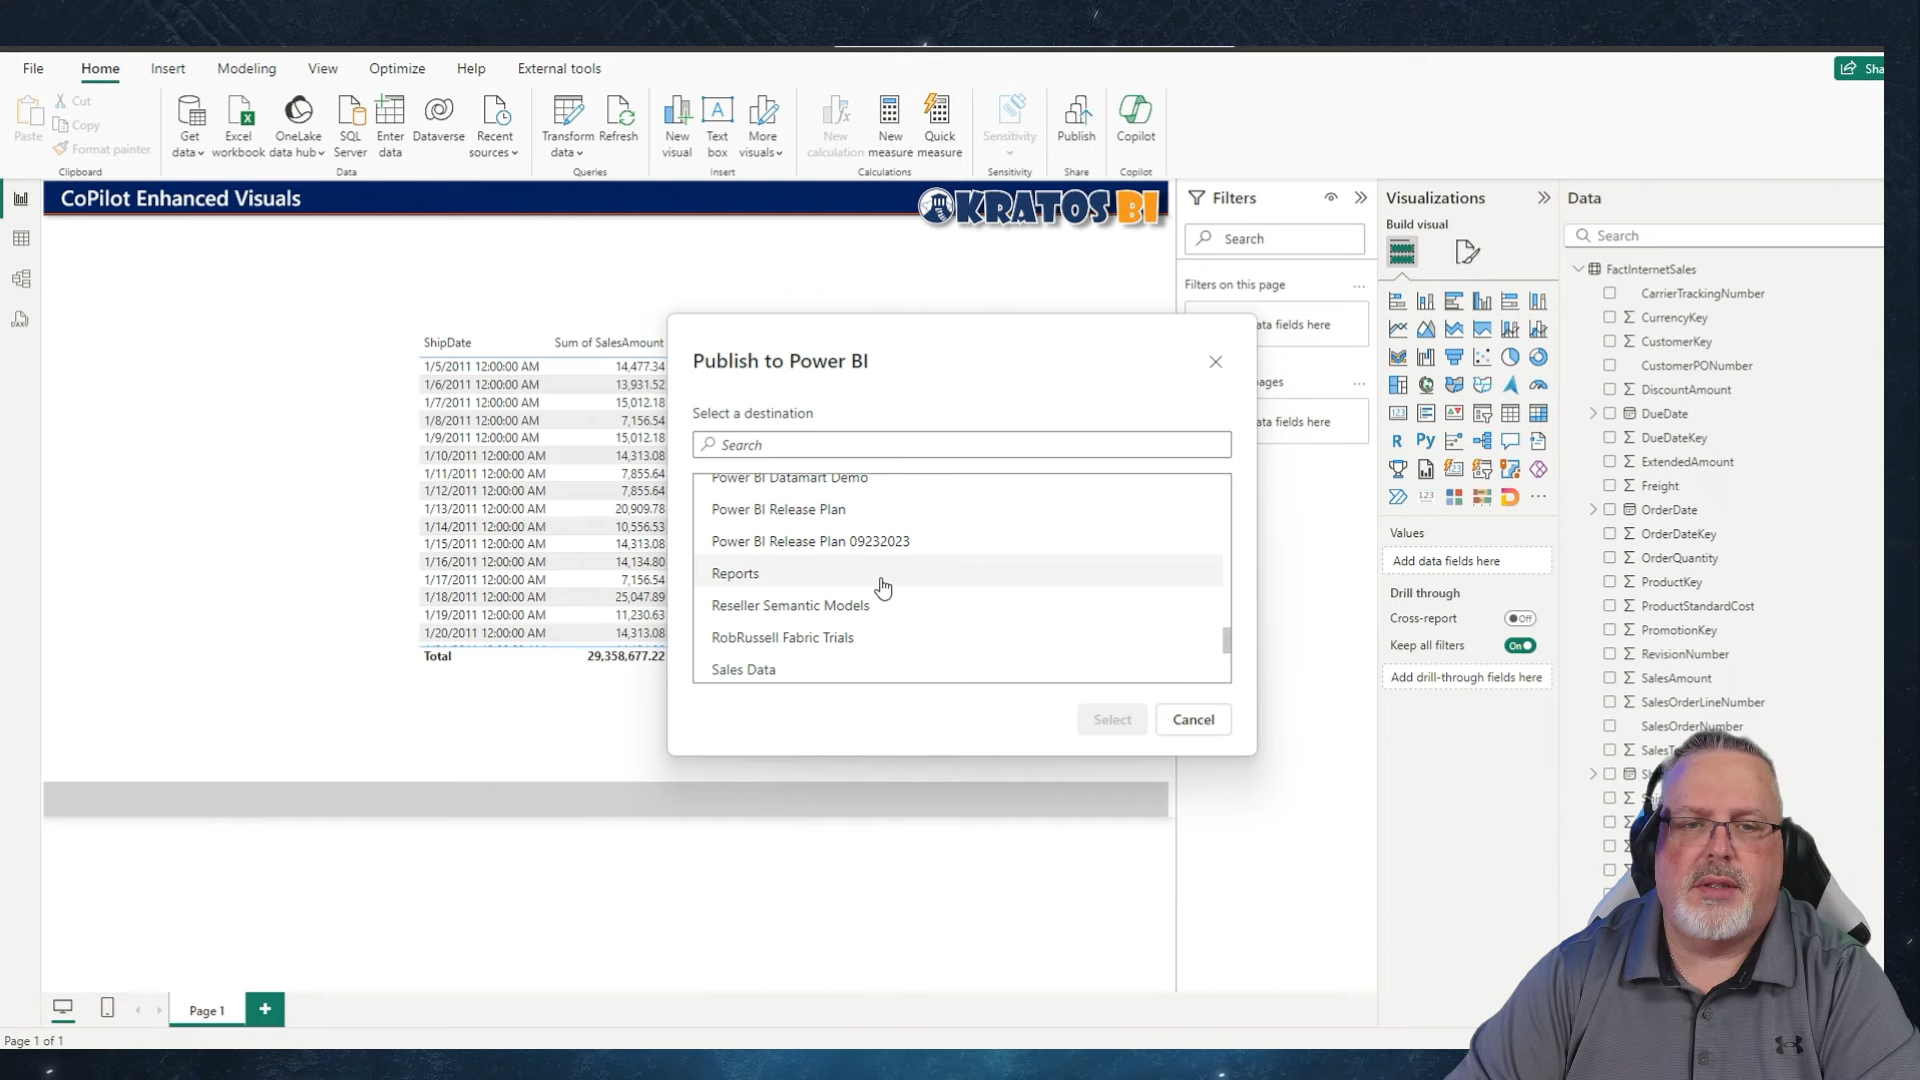 File Home Insert Modeling View Optimize Help External tools
Sha
Paste
Cut
Copy
Format painter
Clipboard
Get data
Excel workbook
OneLake data hub
SQL Server
Enter data
Dataverse
Recent sources
Data
Transform data
Refresh
Queries
New visual
Text box
More visuals
Insert
New calculation
New measure
Quick measure
Calculations
Sensitivity
Sensitivity
Publish
Share
Copilot
Copilot
CoPilot Enhanced Visuals
KRATOS BI
ShipDate Sum of SalesAmount
1/5/2011 12:00:00 AM 14,477.34
1/6/2011 12:00:00 AM 13,931.52
1/7/2011 12:00:00 AM 15,012.18
1/8/2011 12:00:00 AM 7,156.54
1/9/2011 12:00:00 AM 15,012.18
1/10/2011 12:00:00 AM 14,313.08
1/11/2011 12:00:00 AM 7,855.64
1/12/2011 12:00:00 AM 7,855.64
1/13/2011 12:00:00 AM 20,909.78
1/14/2011 12:00:00 AM 10,556.53
1/15/2011 12:00:00 AM 14,313.08
1/16/2011 12:00:00 AM 14,134.80
1/17/2011 12:00:00 AM 7,156.54
1/18/2011 12:00:00 AM 25,047.89
1/19/2011 12:00:00 AM 11,230.63
1/20/2011 12:00:00 AM 14,313.08
Total 29,358,677.22
Publish to Power BI
Select a destination
Search
Power BI Datamart Demo
Power BI Release Plan
Power BI Release Plan 09232023
Reports
Reseller Semantic Models
RobRussell Fabric Trials
Sales Data
Select Cancel
Filters
Search
Filters on this page
ata fields here
ages
ata fields here
Visualizations
Build visual
R Py
123
Values
Add data fields here
Drill through
Cross-report Off
Keep all filters On
Add drill-through fields here
Data
Search
FactInternetSales
CarrierTrackingNumber
CurrencyKey
CustomerKey
CustomerPONumber
DiscountAmount
DueDate
DueDateKey
ExtendedAmount
Freight
OrderDate
OrderDateKey
OrderQuantity
ProductKey
ProductStandardCost
PromotionKey
RevisionNumber
SalesAmount
SalesOrderLineNumber
SalesOrderNumber
SalesT
Page 1
Page 1 of 1